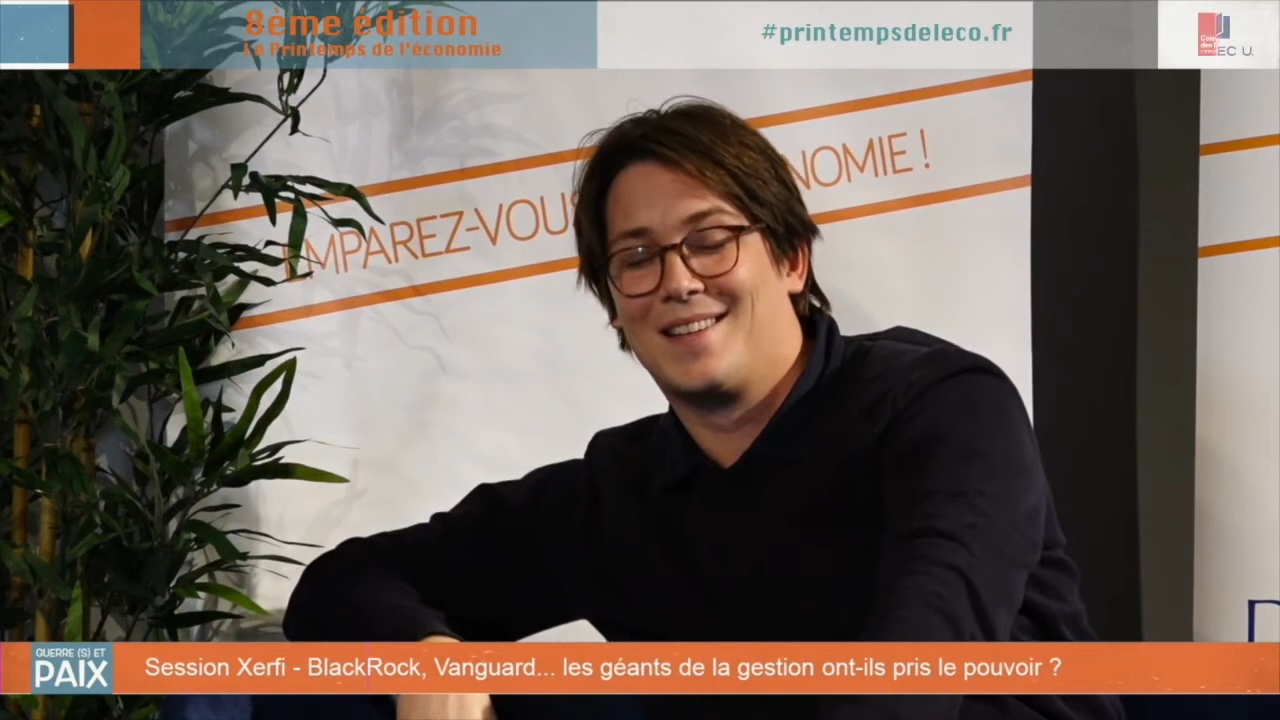 8ème édition
Le Printemps de l'économie
#printempsdeleco.fr
EC U.
EMPAREZ-VOUS
NOMIE !
GUERRE (S) ET
PAIX
Session Xerfi - BlackRock, Vanguard... les géants de la gestion ont-ils pris le pouvoir ?